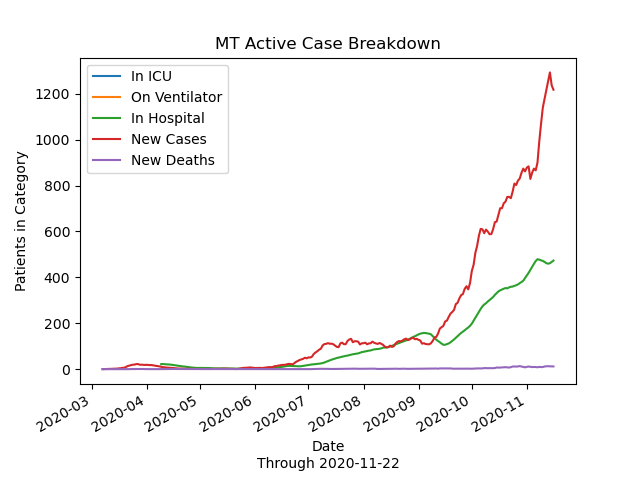 MT Active Case Breakdown
In ICU
On Ventilator
In Hospital
New Cases
New Deaths
Patients in Category
1200
1000
800
600
400
200
0
2020-03
2020-04
2020-05
2020-06
2020-07
2020-08
2020-09
2020-10
2020-11
Date
Through 2020-11-22